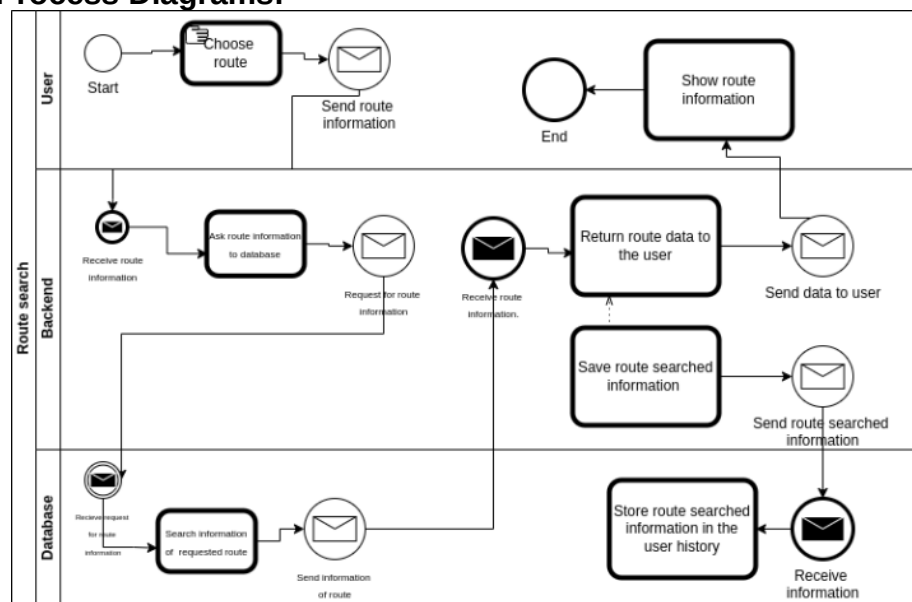 Process Diagrams:
Route search
User
Start
Choose
route
Send route
information
End
Show route
information
Backend
Receive route
information
Ask route information
to database
Request for route
information
Receive route
information.
Return route data to
the user
Send data to user
Save route searched
information
Send route searched
information
Database
Recieve request
for route
information
Search information
of requested route
Send information
of route
Store route searched
information in the
user history
Receive
information